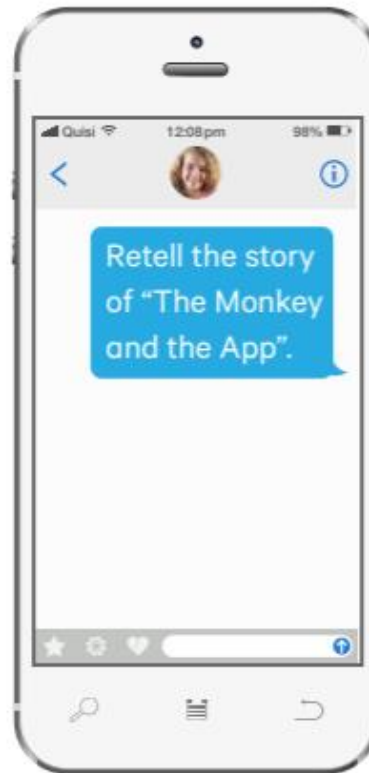 Quisi 12:08pm 98%
Retell the story
of “The Monkey
and the App”.